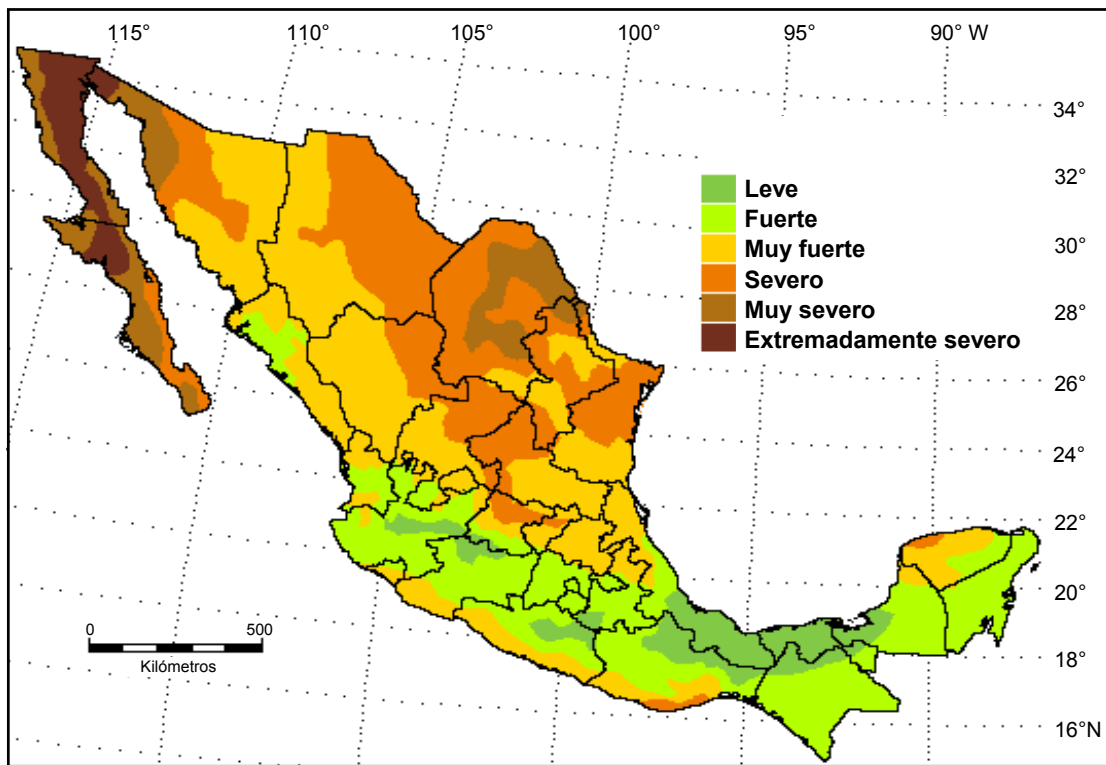 115° 110° 105° 100° 95° 90° W
34°
32°
30°
28°
26°
24°
22°
20°
18°
16°N
Leve
Fuerte
Muy fuerte
Severo
Muy severo
Extremadamente severo
0 500
Kilómetros